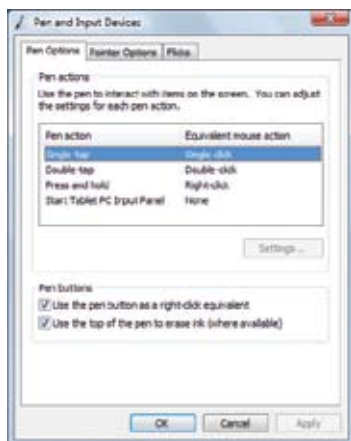 Pen and Input Devices
Pen Options Pointer Options Flicks
Pen actions
Use the pen to interact with items on the screen. You can adjust
the settings for each pen action.
Pen action Equivalent mouse action
Single tap Single-click
Double-tap Double-click
Press and hold Right-click
Start Tablet PC Input Panel None
Settings...
Pen buttons
Use the pen button as a right-click equivalent
Use the top of the pen to erase ink (where available)
OK Cancel Apply